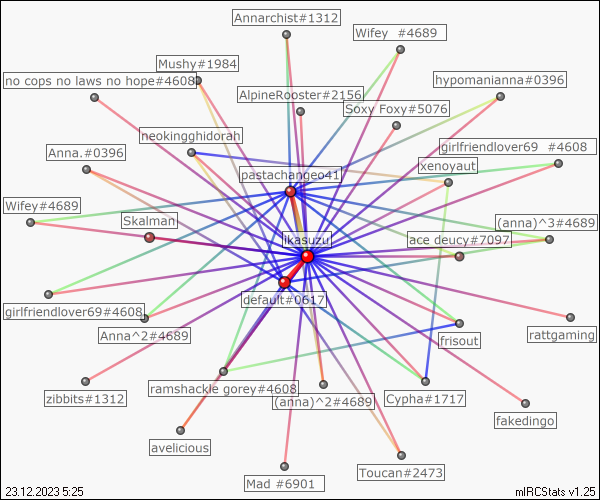 Annarchist#1312
Wifey  #4689
Mushy#1984
no cops no laws no hope#4608
hypomanianna#0396
AlpineRooster#2156
Soxy Foxy#5076
neokingghidorah
girlfriendlover69  #4608
Anna.#0396
xenoyaut
pastachangeo41
Wifey#4689
Skalman
(anna)^3#4689
ikasuzu
ace deucy#7097
default#0617
girlfriendlover69#4608
Anna^2#4689
frisout
rattgaming
ramshackle gorey#4608
zibbits#1312
(anna)^2#4689
Cypha#1717
fakedingo
avelicious
Toucan#2473
Mad #6901
23.12.2023 5:25
mIRCStats v1.25